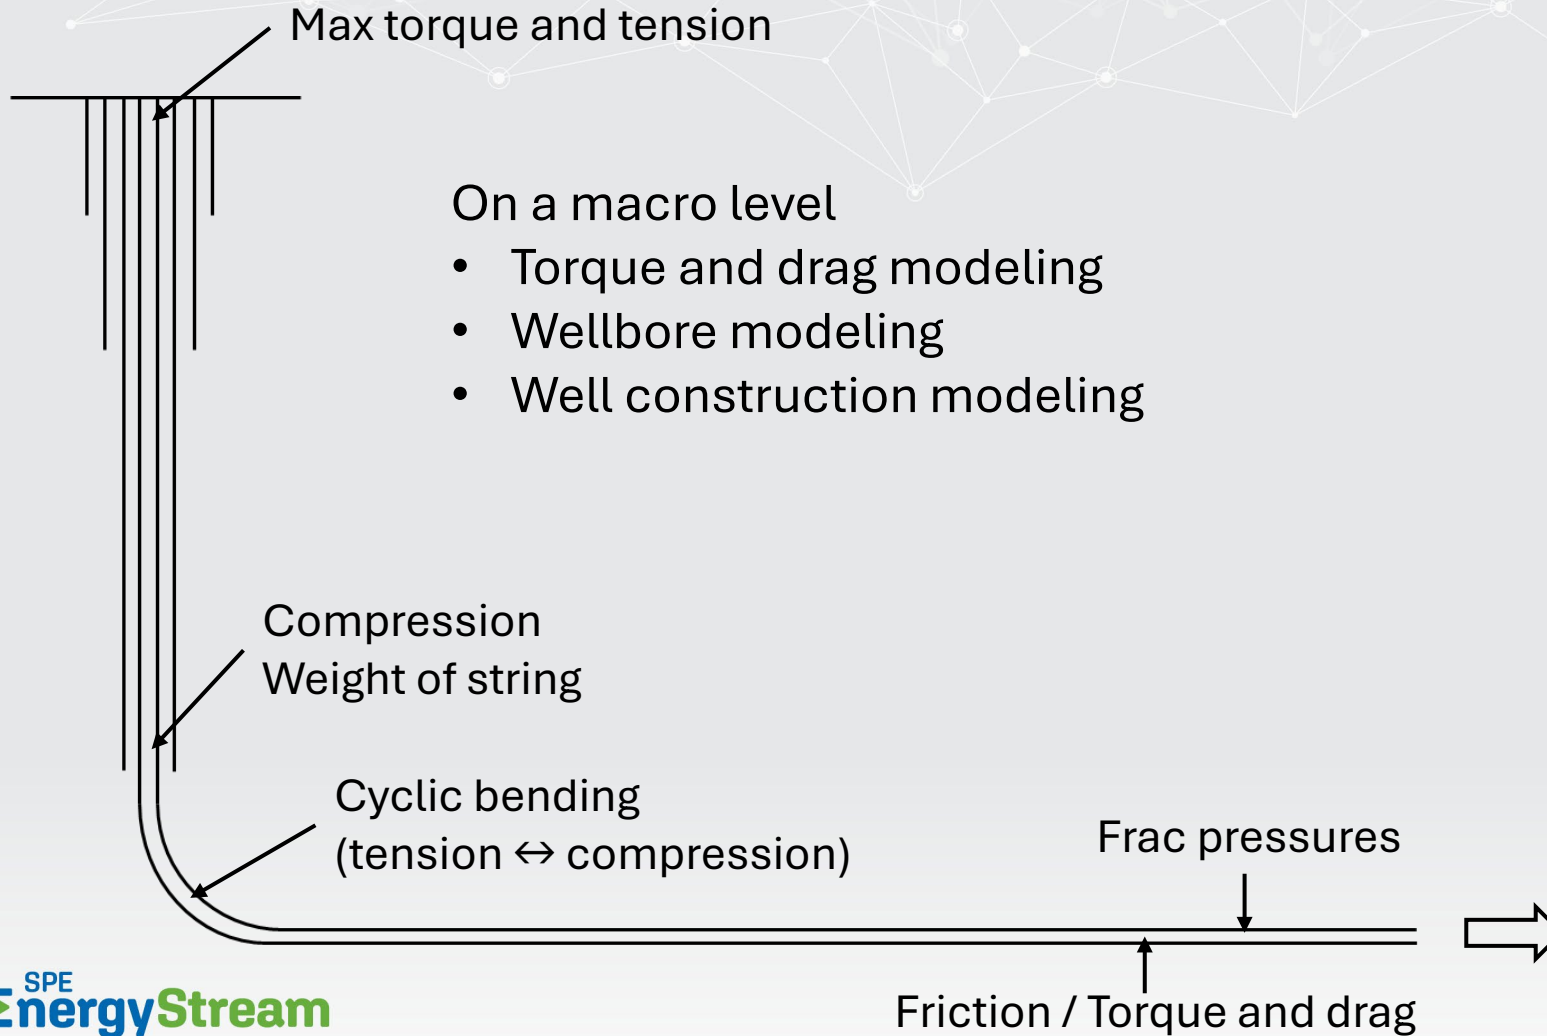 Max torque and tension
On a macro level
• Torque and drag modeling
• Wellbore modeling
• Well construction modeling
Compression
Weight of string
Cyclic bending
(tension ↔ compression)
Frac pressures
Friction / Torque and drag
SPE
EnergyStream